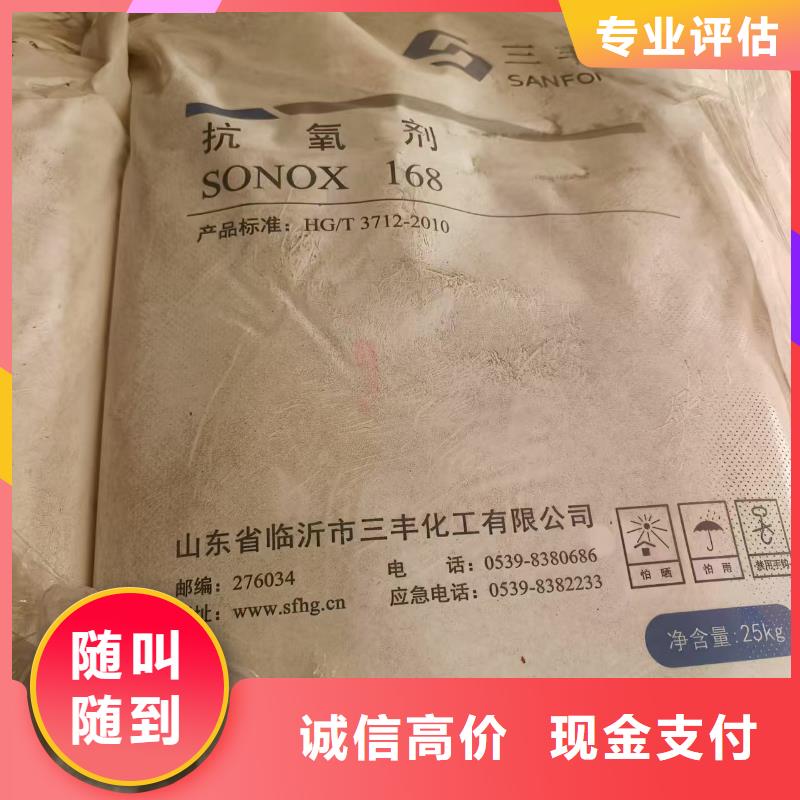 专业评估
三丰
SANFO
抗氧剂
SONOX 168
产品标准：HG/T 3712-2010
山东省临沂市三丰化工有限公司
邮编：276034
电 话：0539-8380686
址：www.sfhg.cn
应急电话：0539-8382233
怕晒
怕雨
禁用手钩
净含量：25kg
随叫
随到
诚信高价 现金支付